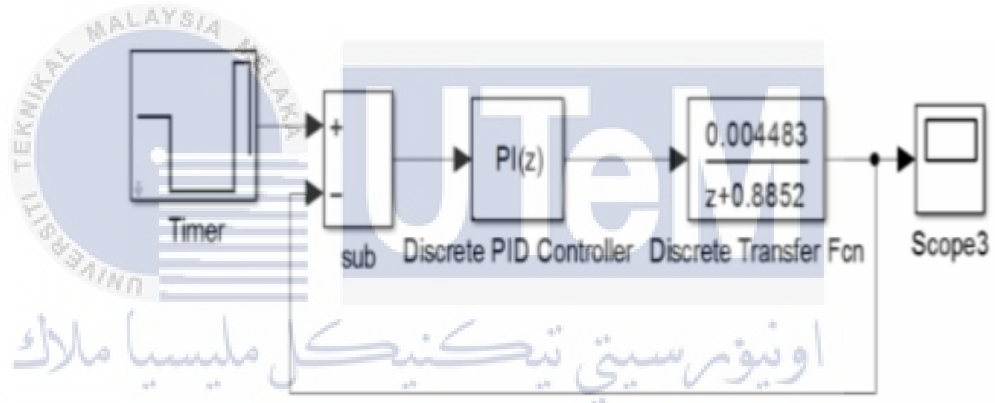 UNIVERSITI TEKNIKAL MALAYSIA MELAKA
UTeM
Timer
+
−
sub
PI(z)
Discrete PID Controller
0.004483
z+0.8852
Discrete Transfer Fcn
Scope3
اونيۏرسيتي تيكنيكل مليسيا ملاك